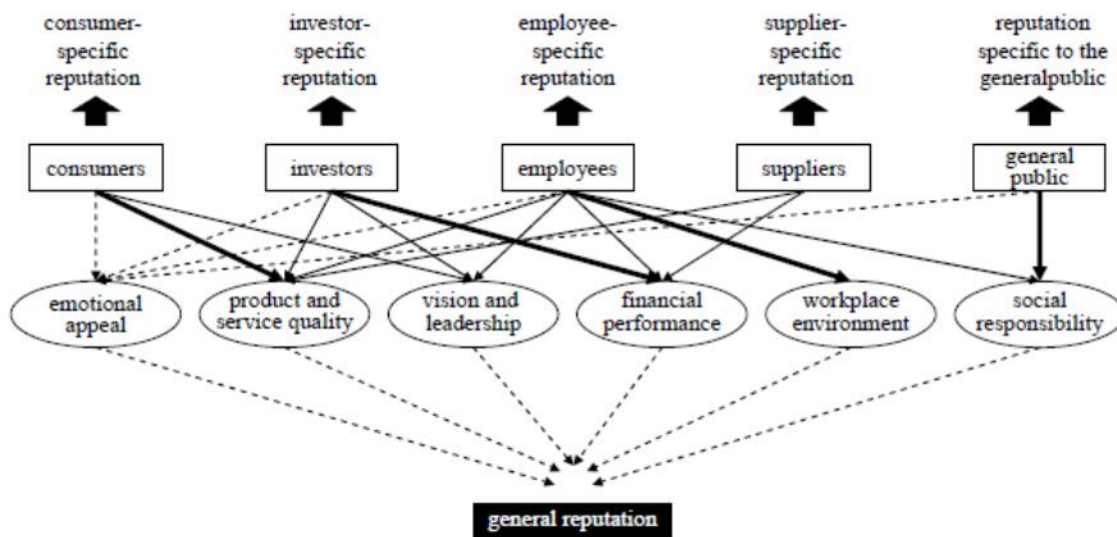 consumer-
specific
reputation
investor-
specific
reputation
employee-
specific
reputation
supplier-
specific
reputation
reputation
specific to the
generalpublic
consumers
investors
employees
suppliers
general
public
emotional
appeal
product and
service quality
vision and
leadership
financial
performance
workplace
environment
social
responsibility
general reputation